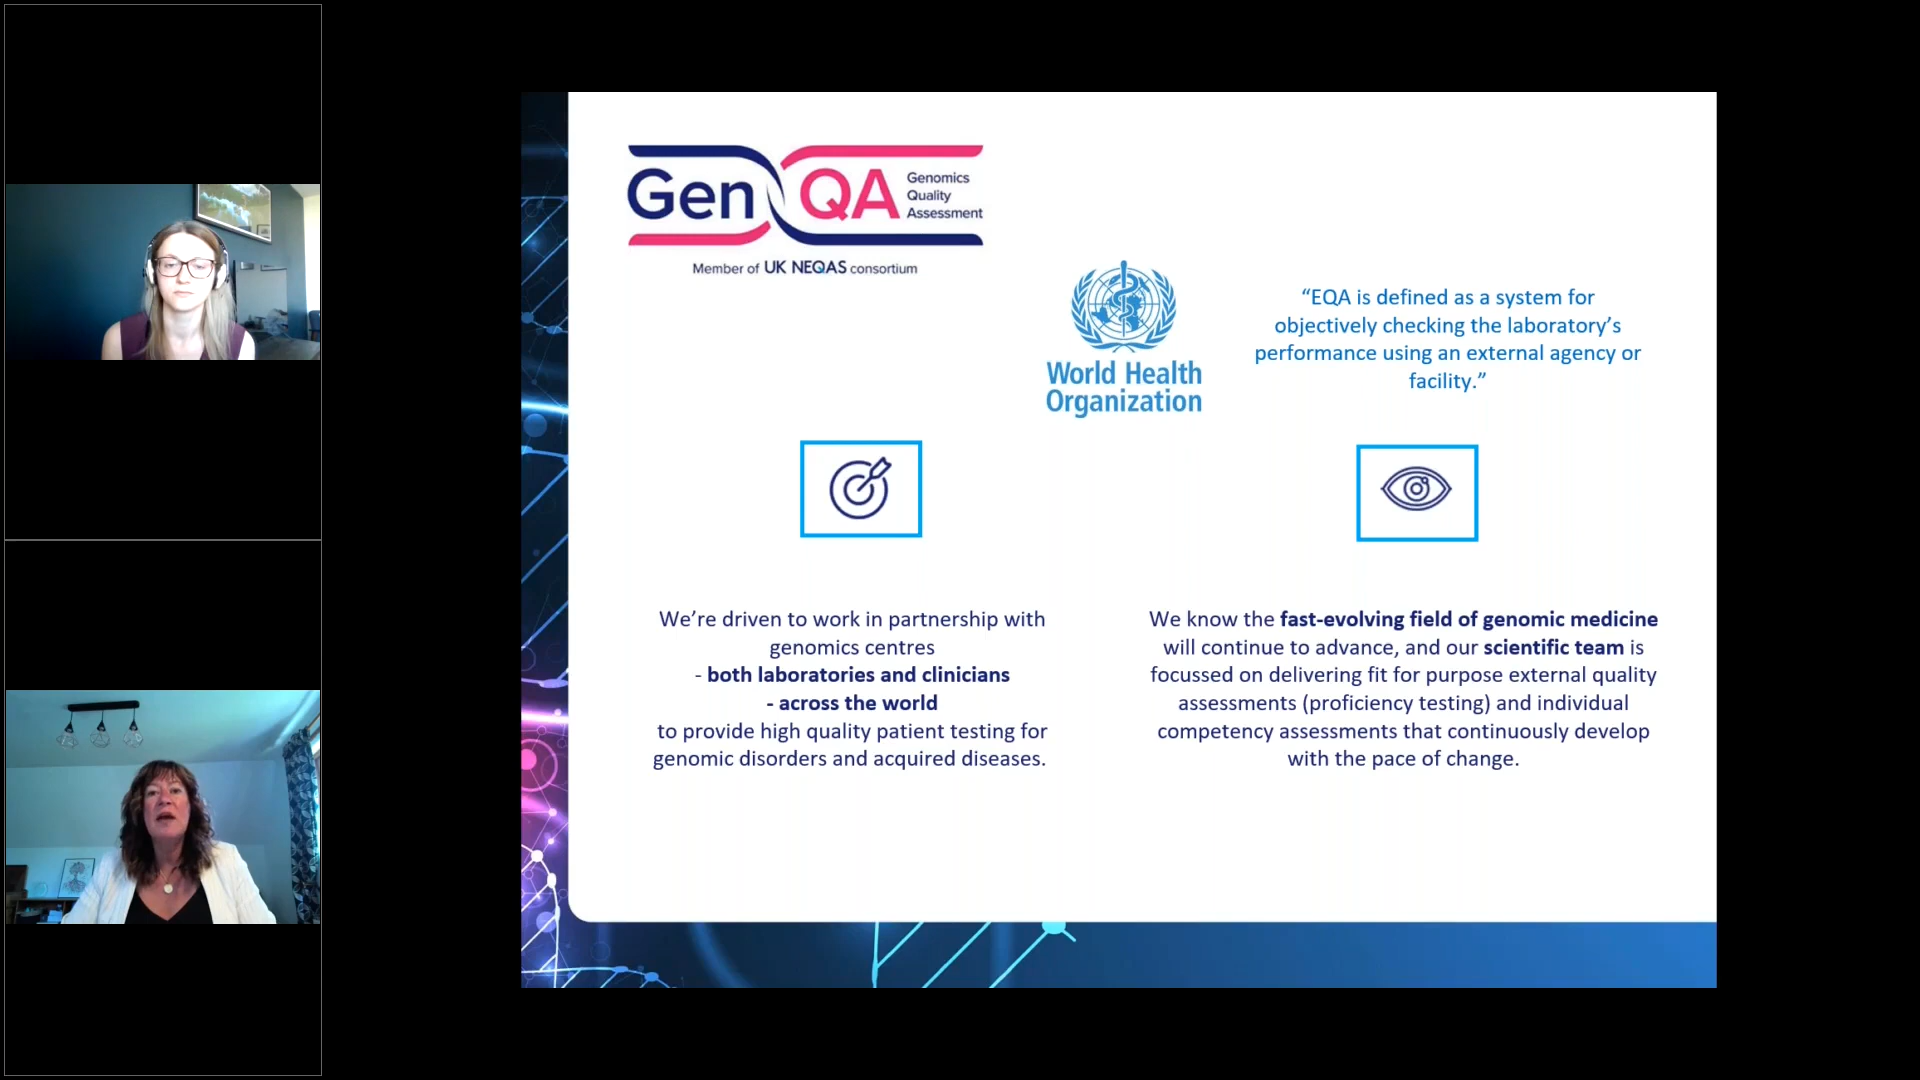 Gen QA
Genomics
Quality
Assessment
Member of UK NEQAS consortium
World Health
Organization
“EQA is defined as a system for
objectively checking the laboratory’s
performance using an external agency or
facility.”
We’re driven to work in partnership with
genomics centres
- both laboratories and clinicians
- across the world
to provide high quality patient testing for
genomic disorders and acquired diseases.
We know the fast-evolving field of genomic medicine
will continue to advance, and our scientific team is
focussed on delivering fit for purpose external quality
assessments (proficiency testing) and individual
competency assessments that continuously develop
with the pace of change.